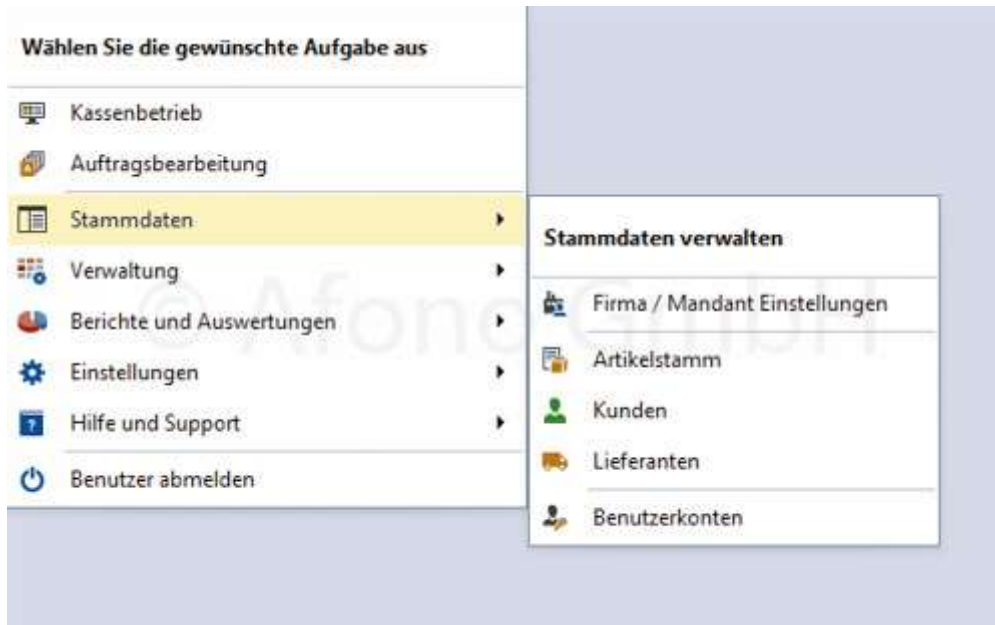 Wählen Sie die gewünschte Aufgabe aus
Kassenbetrieb
Auftragsbearbeitung
Stammdaten
Verwaltung
Berichte und Auswertungen
Einstellungen
Hilfe und Support
Benutzer abmelden
Stammdaten verwalten
Firma / Mandant Einstellungen
Artikelstamm
Kunden
Lieferanten
Benutzerkonten
© Afono GmbH